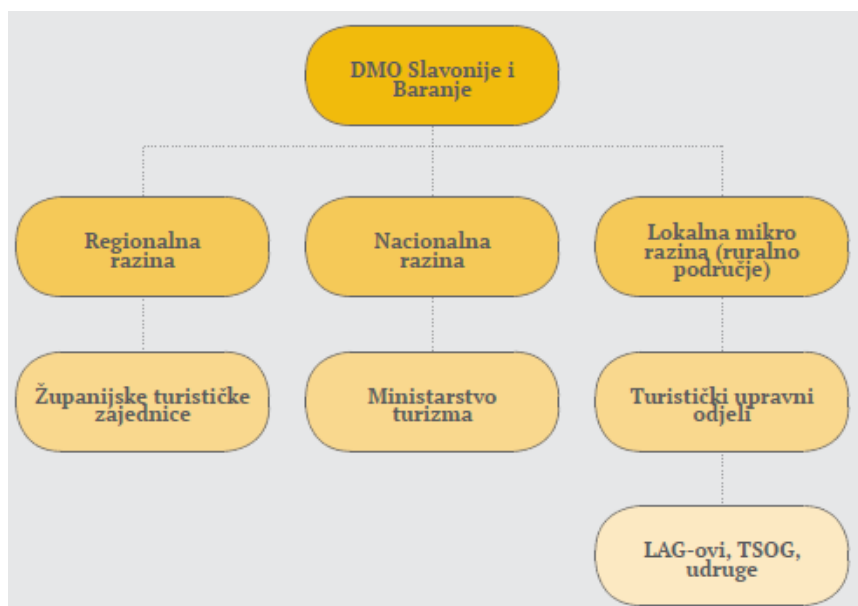 DMO Slavonije i
Baranje
Regionalna
razina
Nacionalna
razina
Lokalna mikro
razina (ruralno
područje)
Županijske turističke
zajednice
Ministarstvo
turizma
Turistički upravni
odjeli
LAG-ovi, TSOG,
udruge